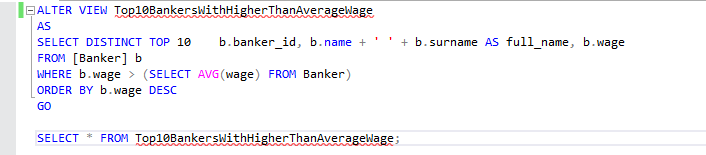 ALTER VIEW Top10BankersWithHigherThanAverageWage
AS
SELECT DISTINCT TOP 10    b.banker_id, b.name + ' ' + b.surname AS full_name, b.wage
FROM [Banker] b
WHERE b.wage > (SELECT AVG(wage) FROM Banker)
ORDER BY b.wage DESC
GO
SELECT * FROM Top10BankersWithHigherThanAverageWage;